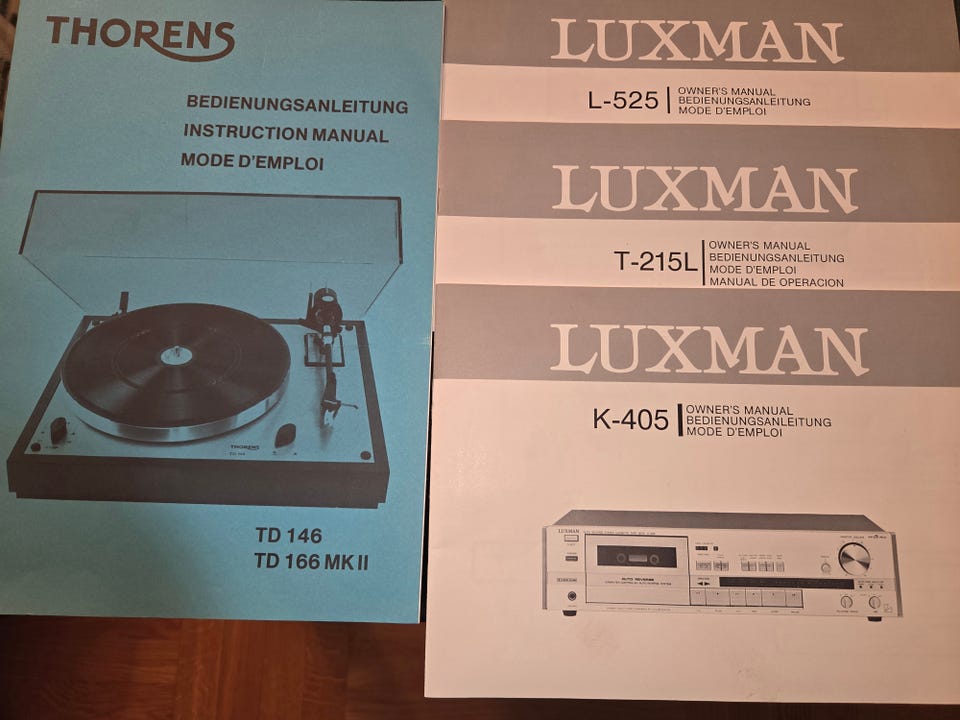 THORENS
BEDIENUNGSANLEITUNG
INSTRUCTION MANUAL
MODE D'EMPLOI
THORENS
TD 146
TD 146
TD 166 MK II
LUXMAN
L-525
OWNER'S MANUAL
BEDIENUNGSANLEITUNG
MODE D'EMPLOI
LUXMAN
T-215L
OWNER'S MANUAL
BEDIENUNGSANLEITUNG
MODE D'EMPLOI
MANUAL DE OPERACION
LUXMAN
K-405
OWNER'S MANUAL
BEDIENUNGSANLEITUNG
MODE D'EMPLOI
LUXMAN
AUTO REVERSE